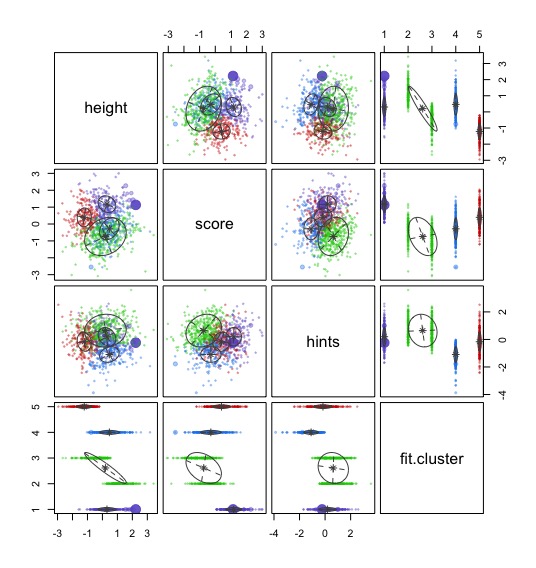 -3 -1 1 2 3
1 2 3 4 5
height
-3 -1 1 2 3
-3 -1 0 1 2 3
score
hints
-4 -2 0 2
1 2 3 4 5
fit.cluster
-3 -1 1 2 3
-4 -2 0 2